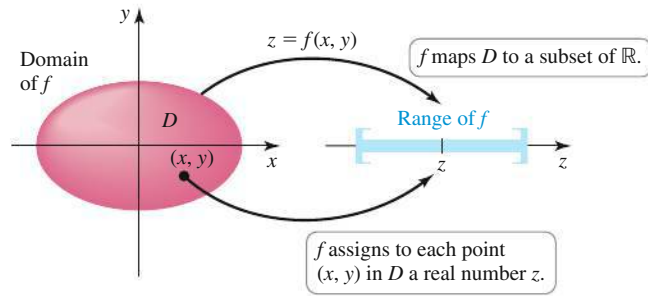 y
z = f(x, y)
f maps D to a subset of ℝ.
Domain
of f
D
Range of f
(x, y)
x
z
z
f assigns to each point
(x, y) in D a real number z.